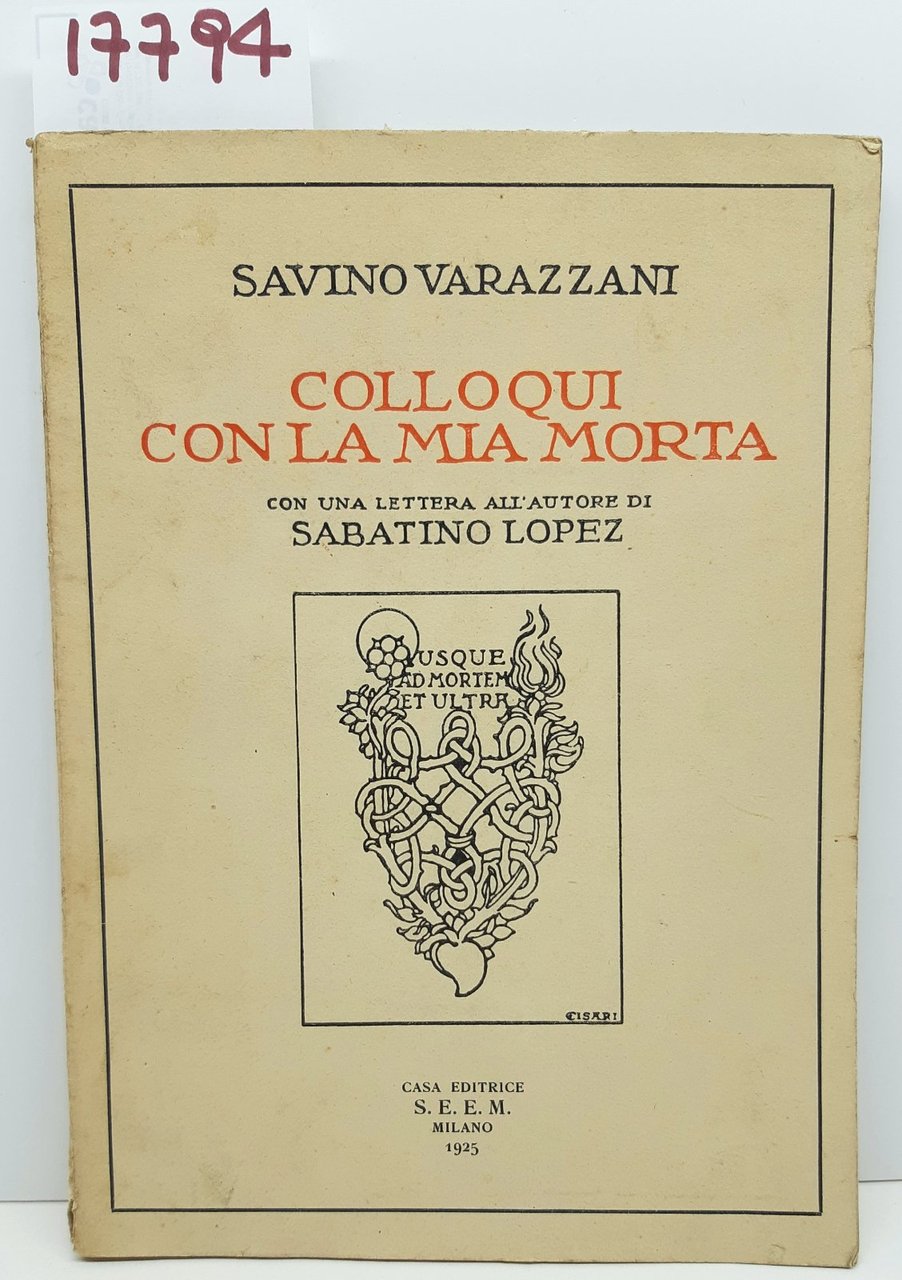 17794
SAVINO VARAZZANI
COLLOQUI
CON LA MIA MORTA
CON UNA LETTERA ALL'AUTORE DI
SABATINO LOPEZ
USQUE
AD MORTEM
ET ULTRA
CISARI
CASA EDITRICE
S. E. E. M.
MILANO
1925